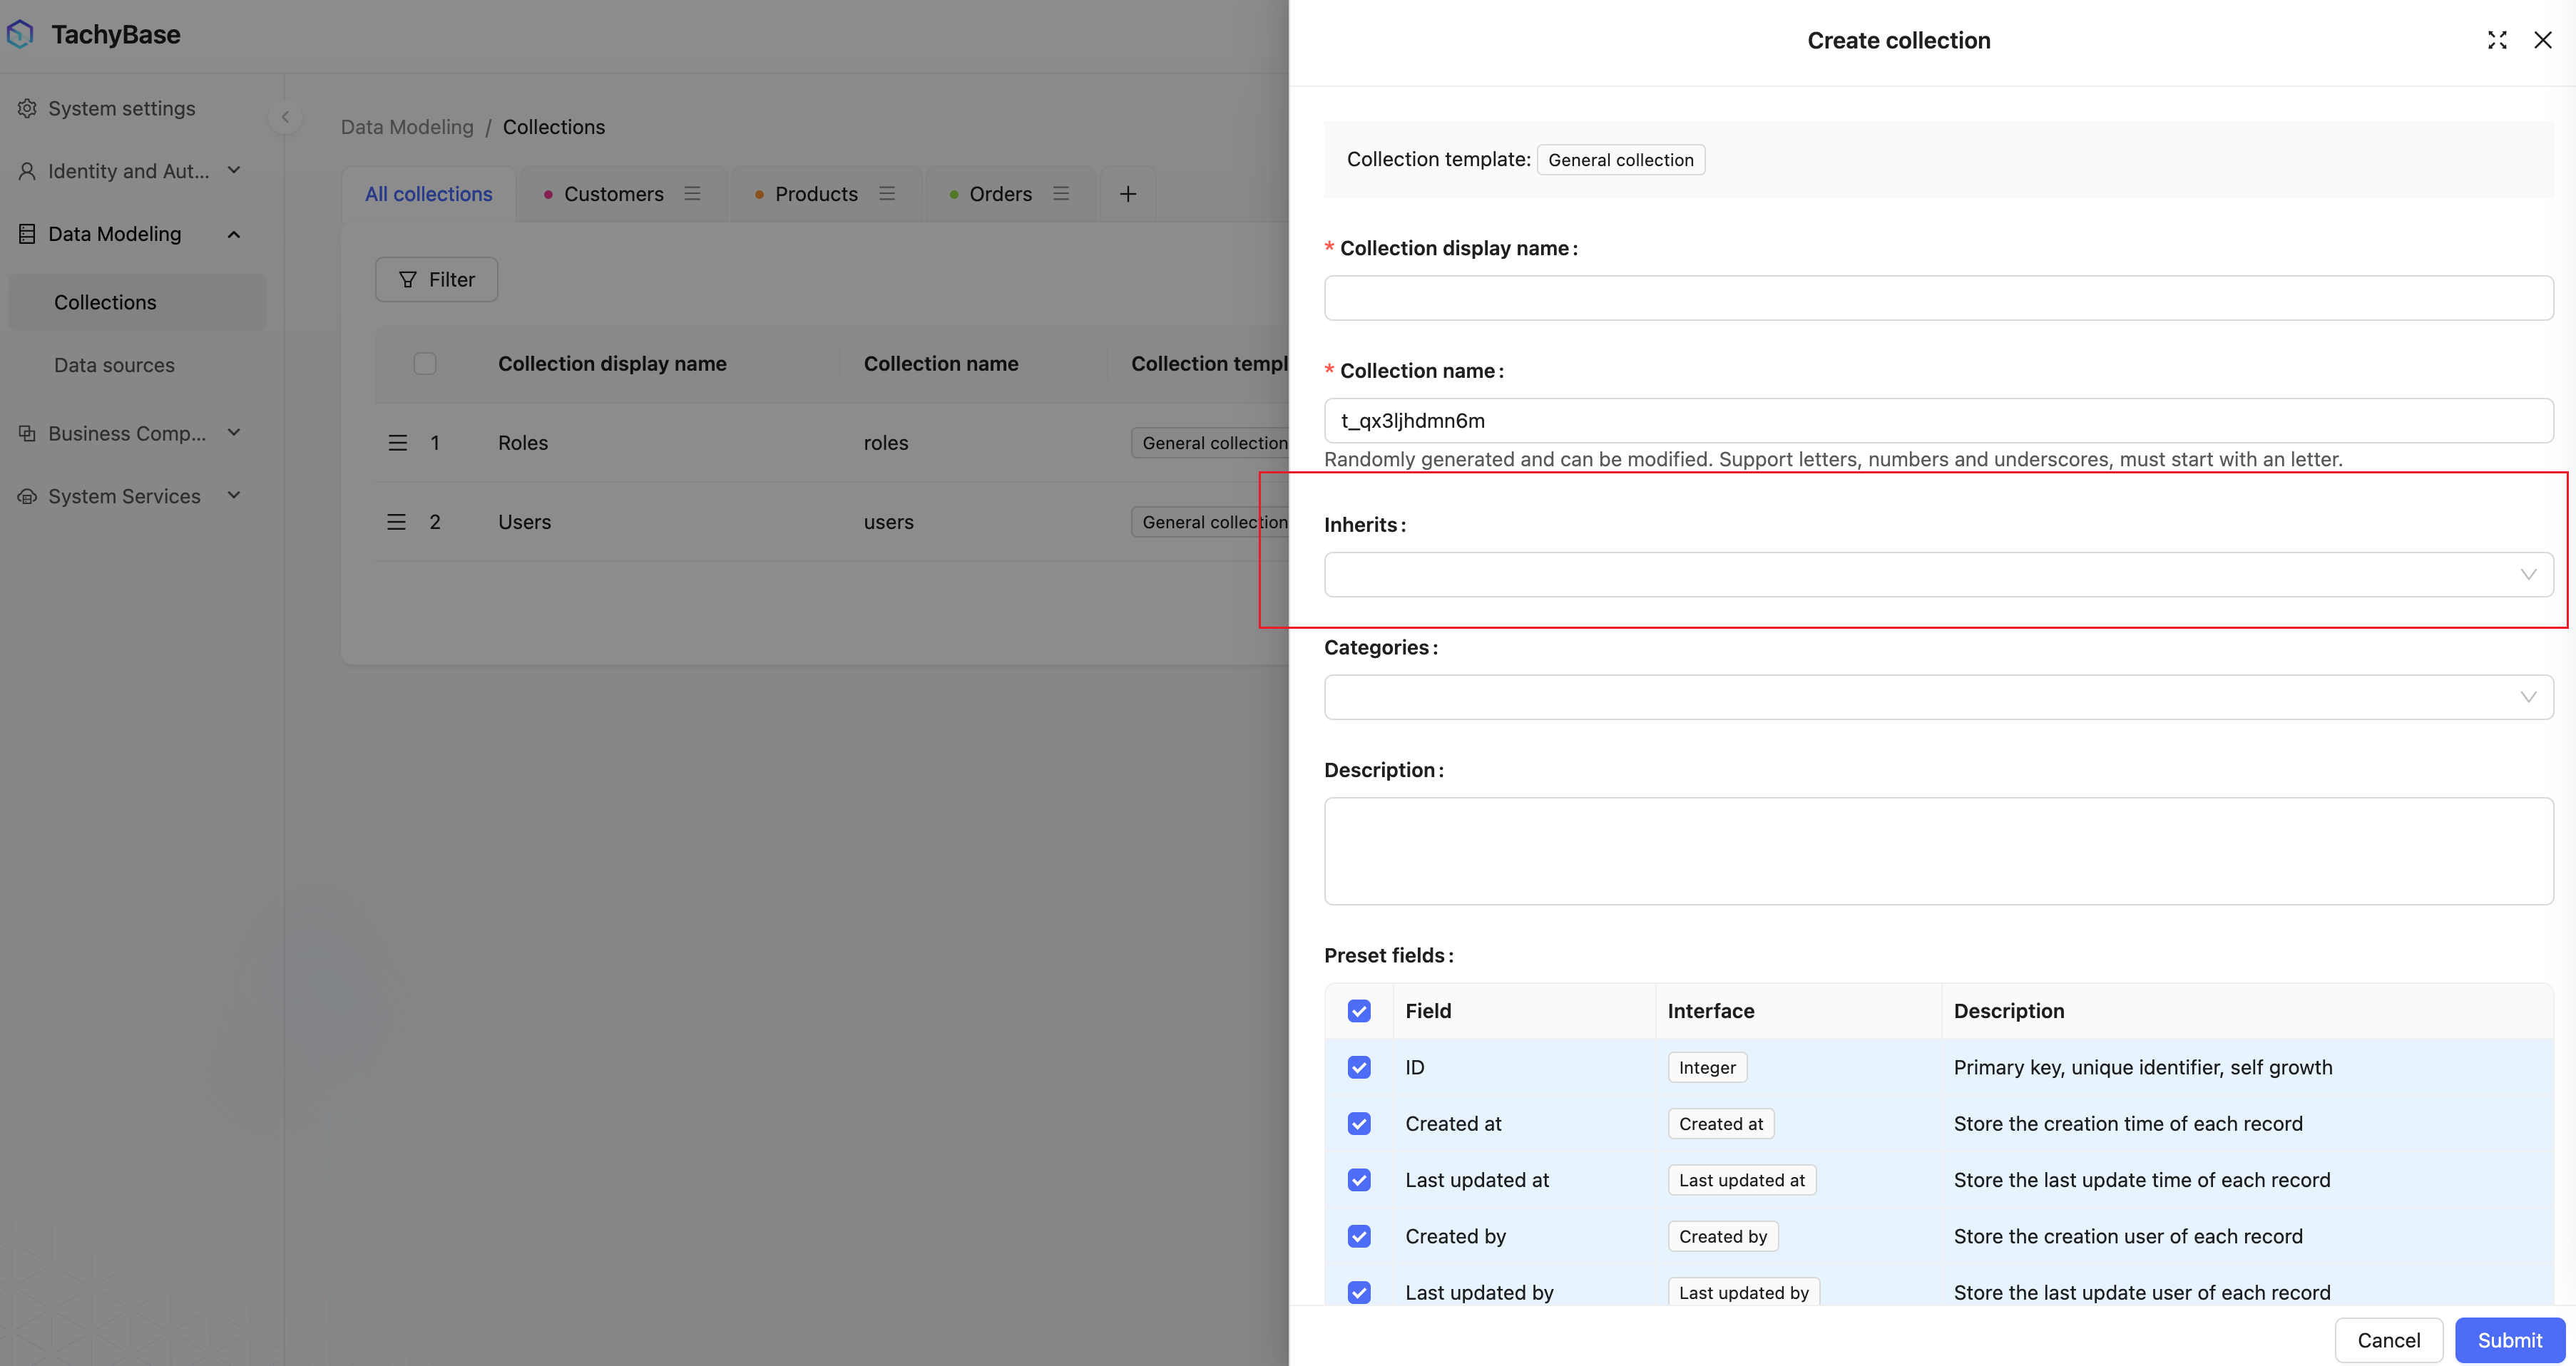 TachyBase
System settings
Identity and Aut...
Data Modeling
Collections
Data sources
Business Comp...
System Services
Data Modeling / Collections
All collections
Customers
Products
Orders
Filter
Collection display name Collection name Collection templ
1 Roles roles General collection
2 Users users General collection
Create collection
Collection template: General collection
* Collection display name :
* Collection name :
t_qx3ljhdmn6m
Randomly generated and can be modified. Support letters, numbers and underscores, must start with an letter.
Inherits :
Categories :
Description :
Preset fields :
Field Interface Description
ID Integer Primary key, unique identifier, self growth
Created at Created at Store the creation time of each record
Last updated at Last updated at Store the last update time of each record
Created by Created by Store the creation user of each record
Last updated by Last updated by Store the last update user of each record
Cancel Submit